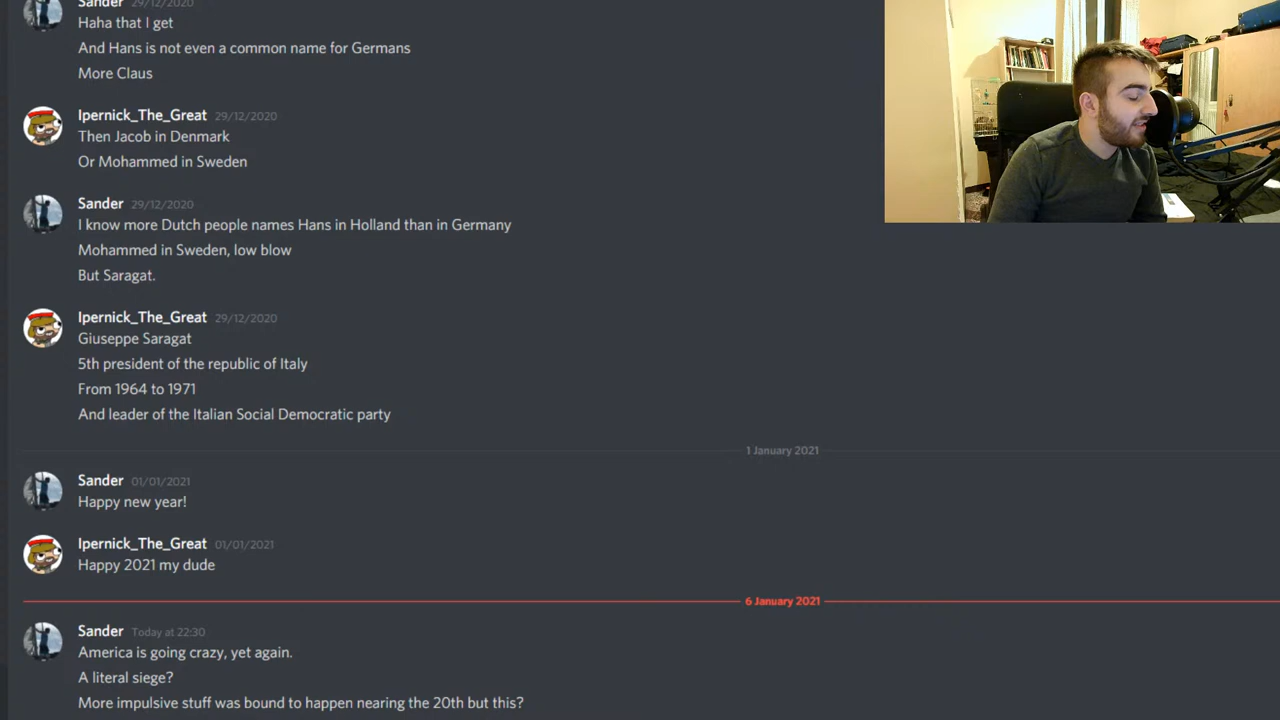 Sander 29/12/2020
Haha that I get
And Hans is not even a common name for Germans
More Claus
Ipernick_The_Great 29/12/2020
Then Jacob in Denmark
Or Mohammed in Sweden
Sander 29/12/2020
I know more Dutch people names Hans in Holland than in Germany
Mohammed in Sweden, low blow
But Saragat.
Ipernick_The_Great 29/12/2020
Giuseppe Saragat
5th president of the republic of Italy
From 1964 to 1971
And leader of the Italian Social Democratic party
1 January 2021
Sander 01/01/2021
Happy new year!
Ipernick_The_Great 01/01/2021
Happy 2021 my dude
6 January 2021
Sander Today at 22:30
America is going crazy, yet again.
A literal siege?
More impulsive stuff was bound to happen nearing the 20th but this?